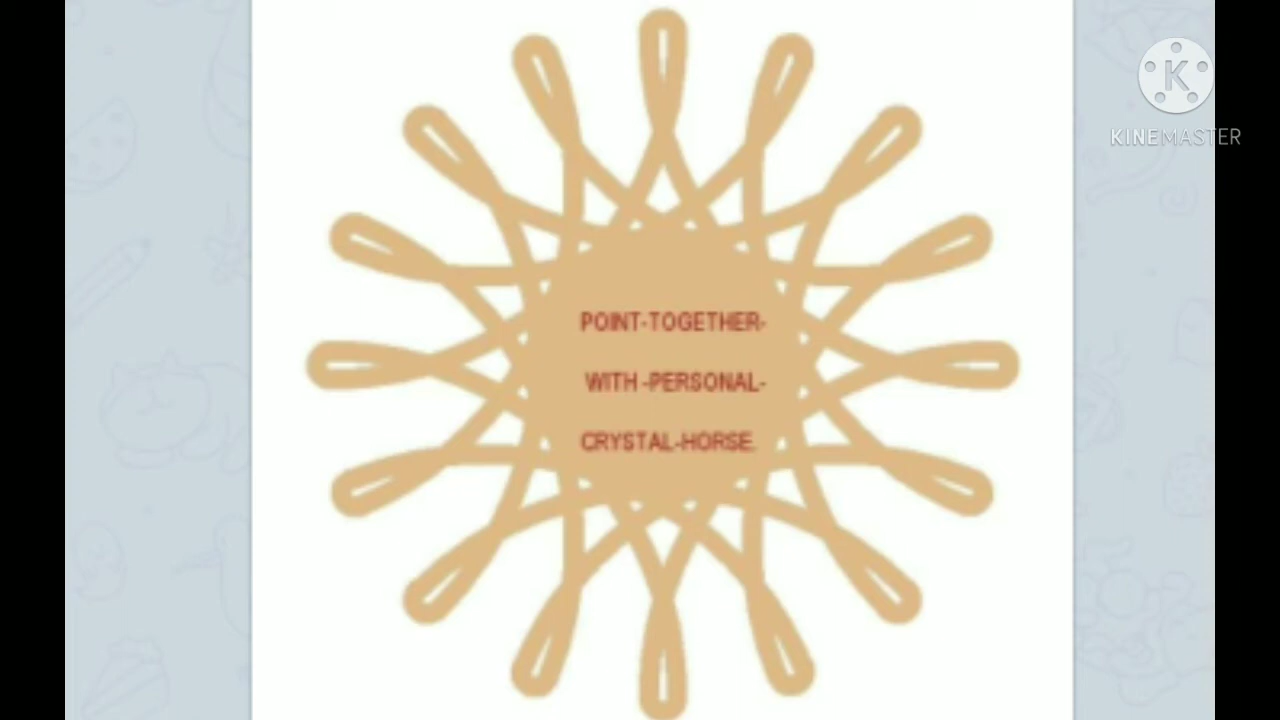 POINT-TOGETHER-
WITH -PERSONAL-
CRYSTAL-HORSE.
K
KINEMASTER